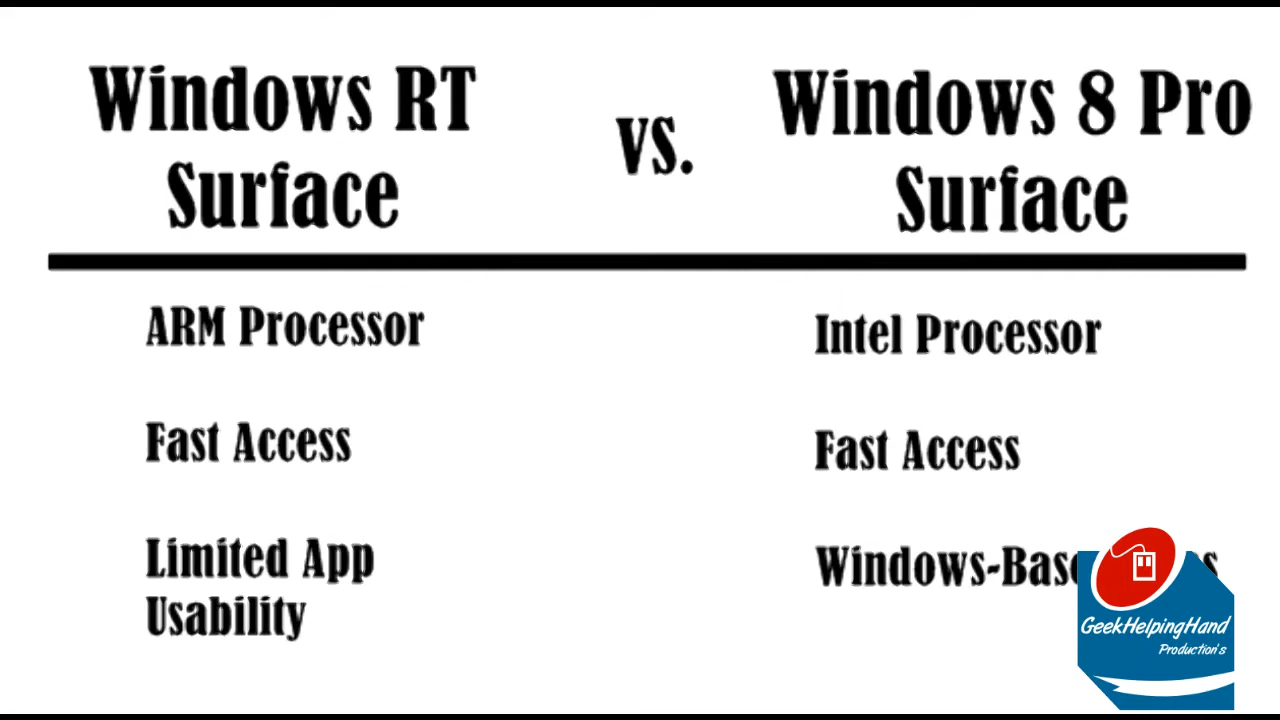 Windows RT
Surface
vs.
Windows 8 Pro
Surface
ARM Processor
Intel Processor
Fast Access
Fast Access
Limited App
Usability
GeekHelpingHand
Production's